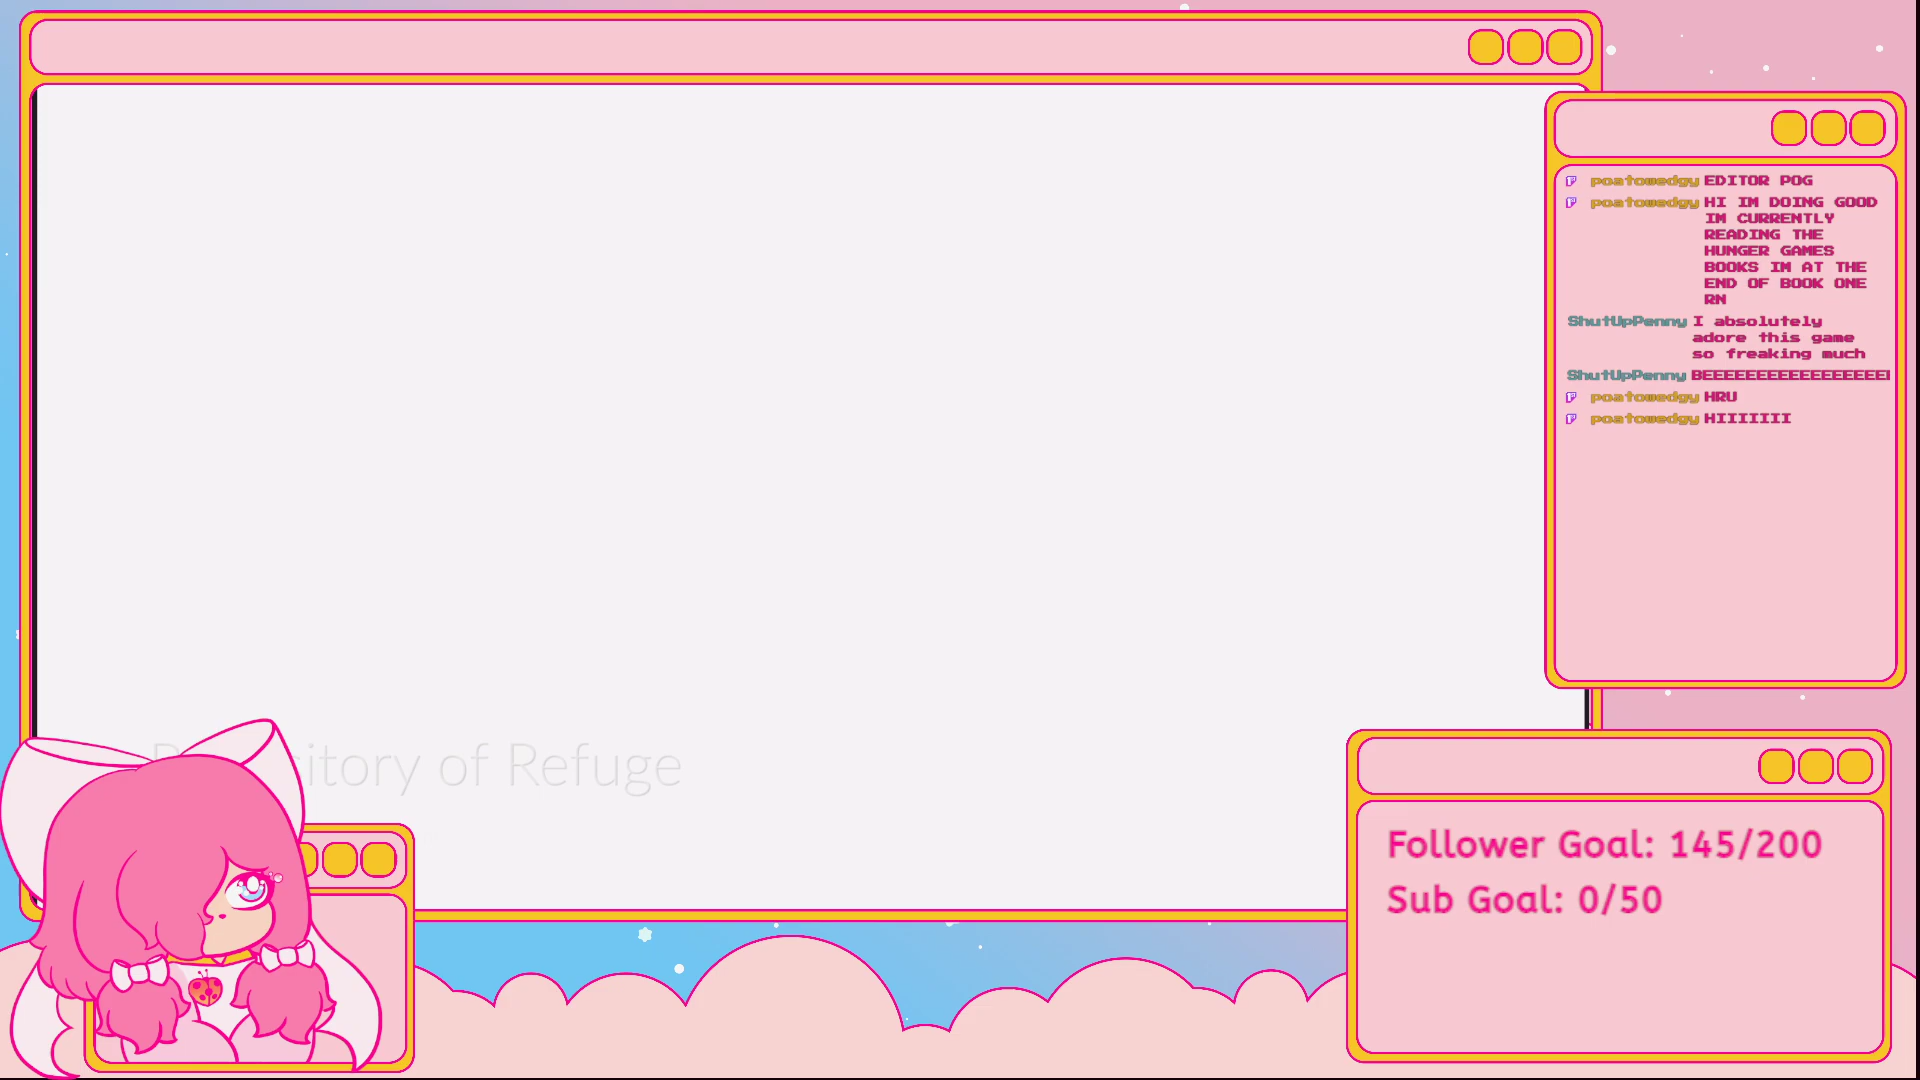 poatowedgy EDITOR POG
poatowedgy HI IM DOING GOOD
IM CURRENTLY
READING THE
HUNGER GAMES
BOOKS IM AT THE
END OF BOOK ONE
RN
ShutUpPenny I absolutely
adore this game
so freaking much
ShutUpPenny BEEEEEEEEEEEEEEEEEE
poatowedgy HRU
poatowedgy HIIIIIII
of Refuge
Follower Goal: 145/200
Sub Goal: 0/50